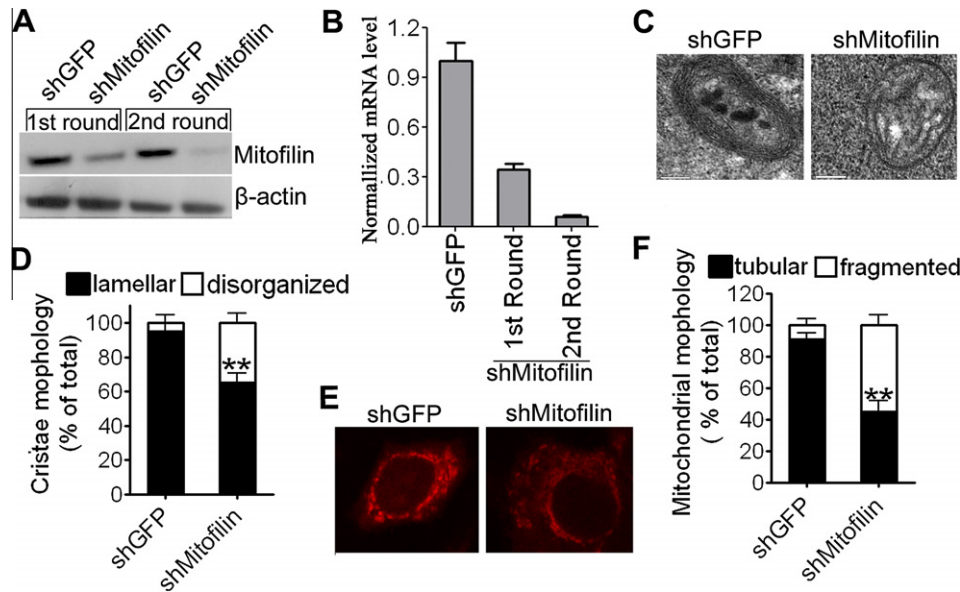 A
shGFP
shMitofilin
shGFP
shMitofilin
1st round
2nd round
Mitofilin
β-actin
B
Normallized mRNA level
1.2
0.9
0.6
0.3
0.0
shGFP
1st Round
2nd Round
shMitofilin
C
shGFP
shMitofilin
D
lamellar
disorganized
Cristae mophology
(% of total)
100
80
60
40
20
0
**
shGFP
shMitofilin
E
shGFP
shMitofilin
F
tubular
fragmented
Mitochondrial mophology
( % of total)
120
100
80
60
40
20
0
**
shGFP
shMitofilin